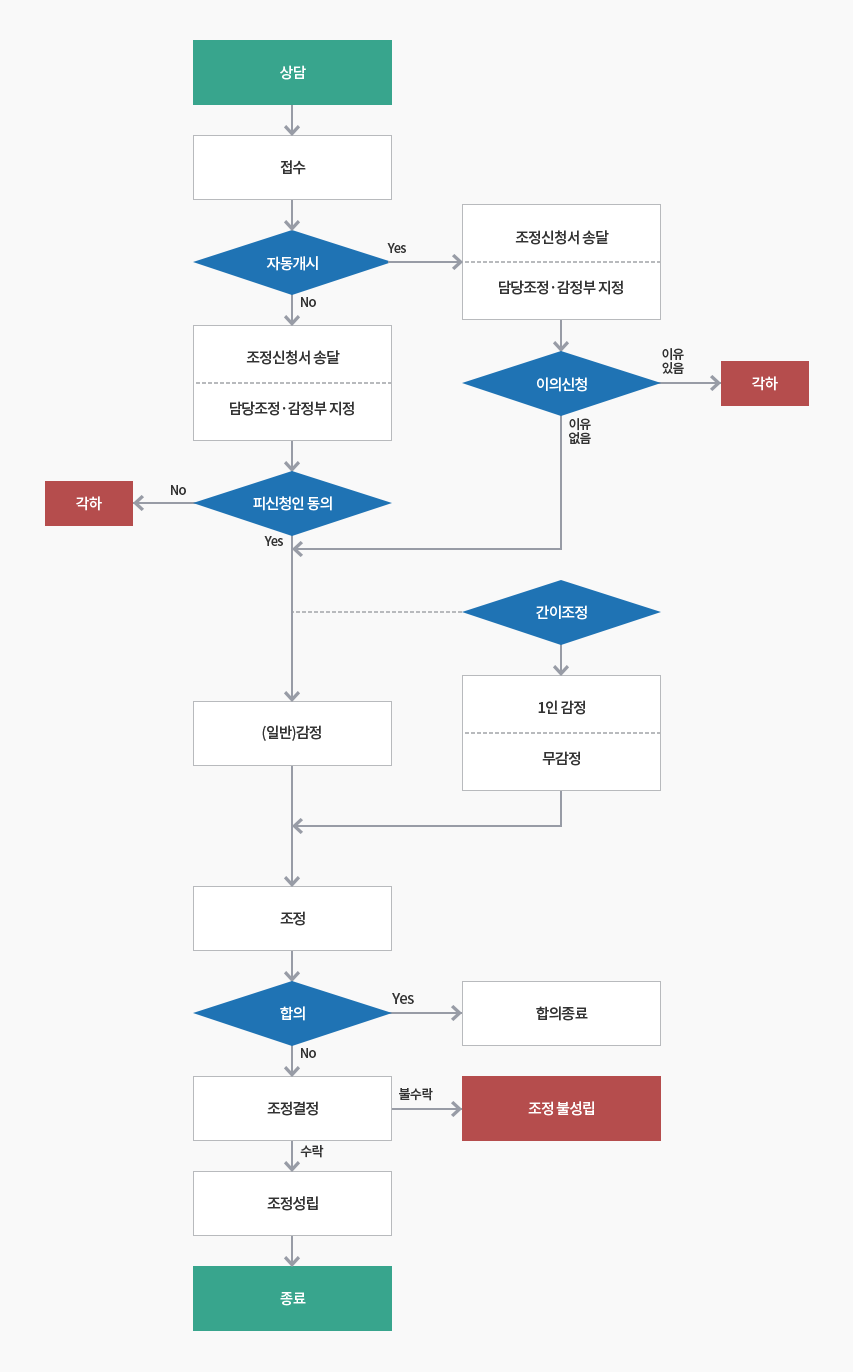 상담
접수
자동개시
Yes
조정신청서 송달
담당조정·감정부 지정
No
조정신청서 송달
담당조정·감정부 지정
이의신청
이유
있음
각하
이유
없음
피신청인 동의
No
각하
Yes
간이조정
1인 감정
무감정
(일반)감정
조정
합의
Yes
합의종료
No
조정결정
불수락
조정 불성립
수락
조정성립
종료